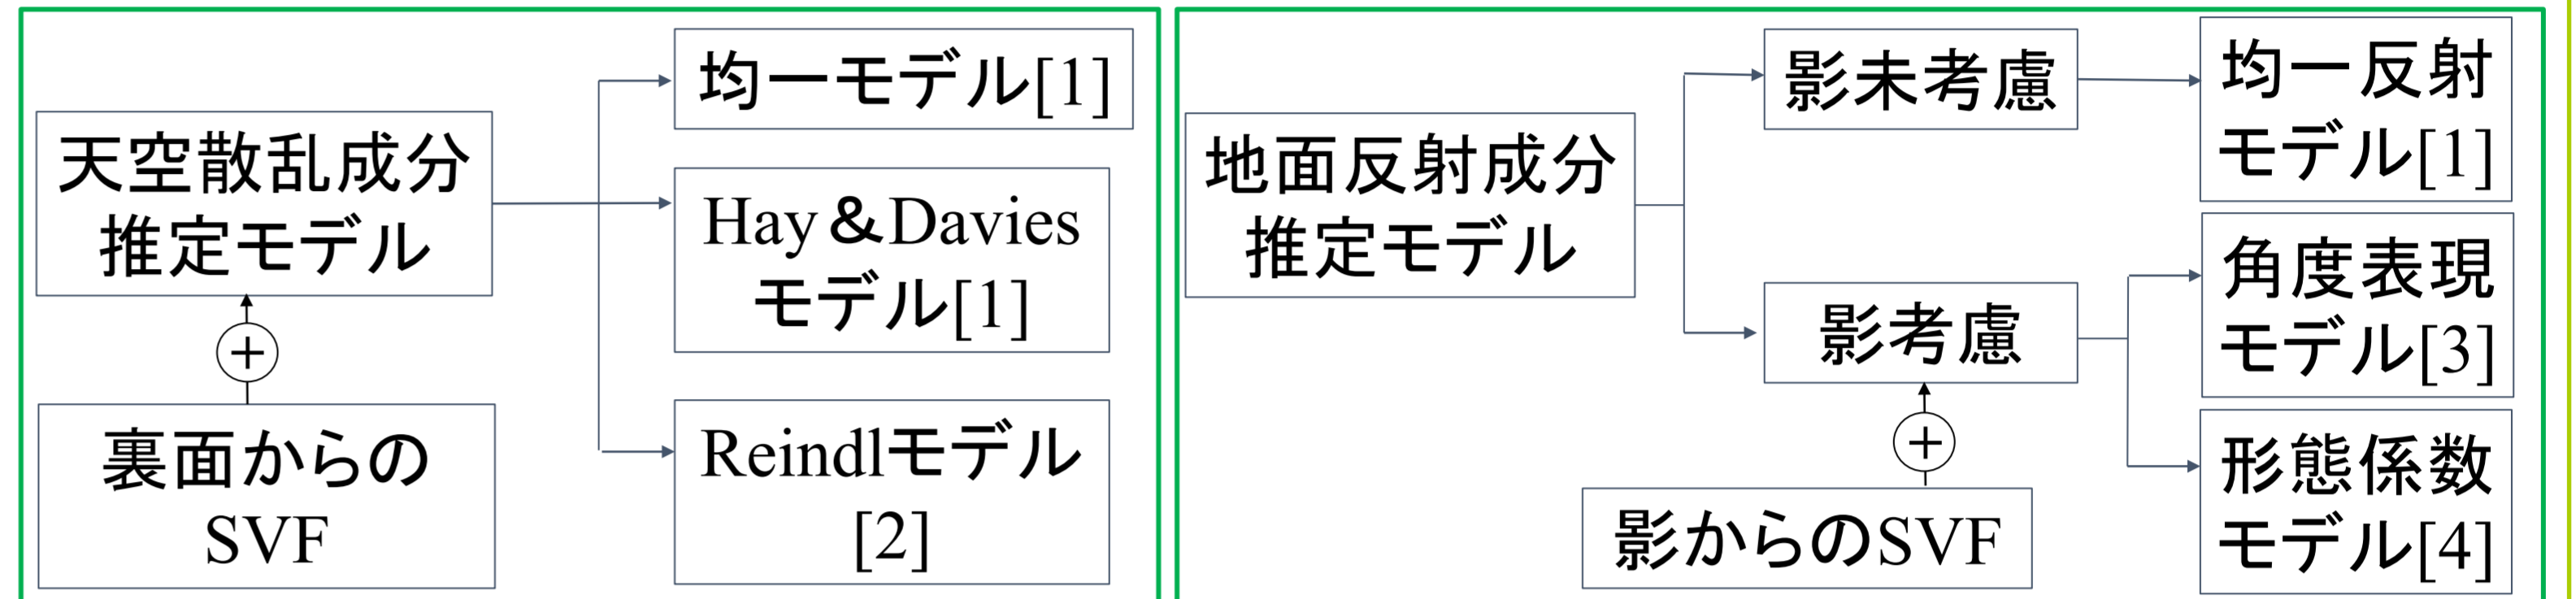 天空散乱成分
推定モデル
+
裏面からの
SVF
均一モデル[1]
Hay＆Davies
モデル[1]
Reindlモデル
[2]
地面反射成分
推定モデル
影未考慮
影考慮
+
影からのSVF
均一反射
モデル[1]
角度表現
モデル[3]
形態係数
モデル[4]